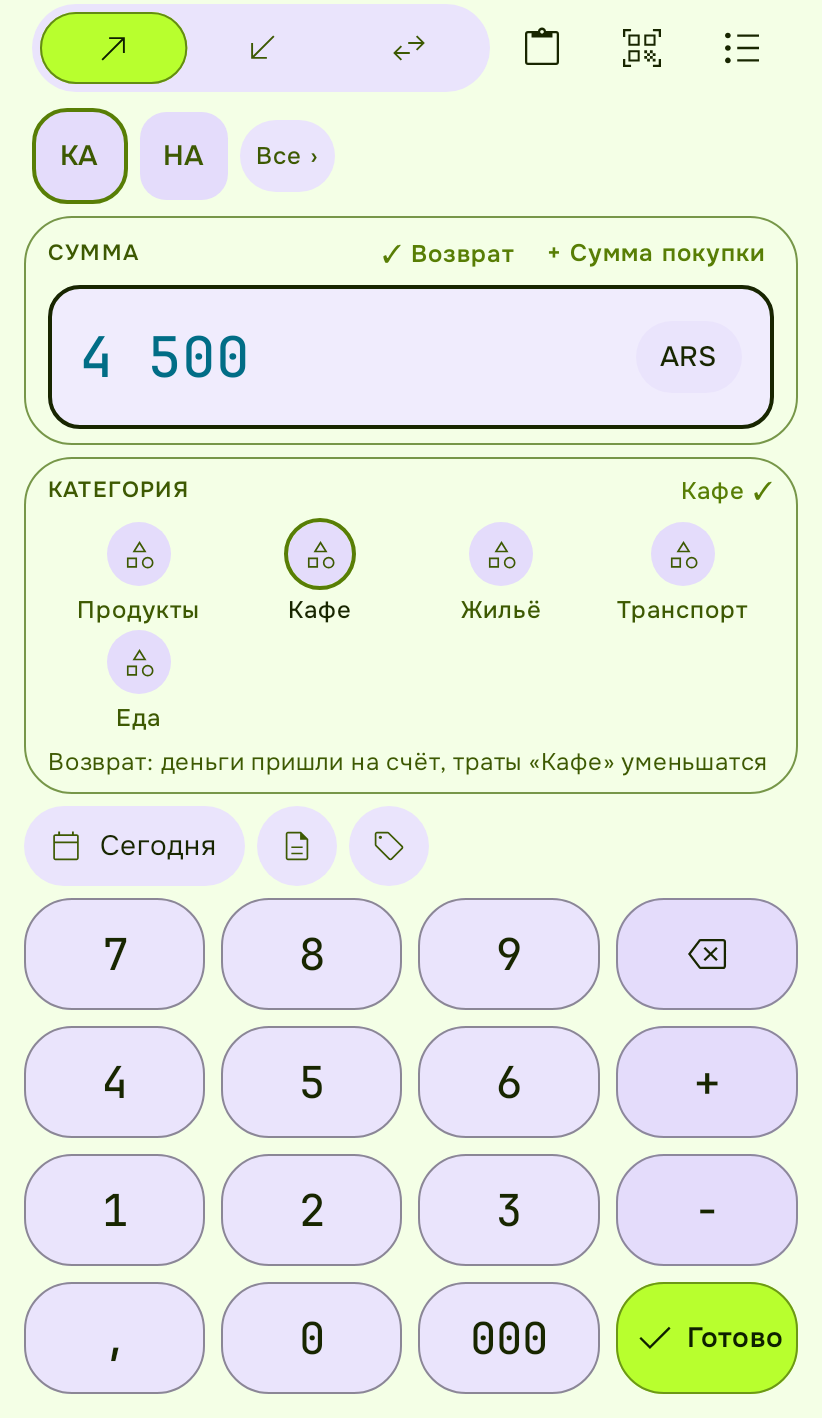 КА НА Все ›
СУММА ✓ Возврат + Сумма покупки
4 500 ARS
КАТЕГОРИЯ Кафе ✓
Продукты Кафе Жильё Транспорт
Еда
Возврат: деньги пришли на счёт, траты «Кафе» уменьшатся
Сегодня
7 8 9
4 5 6 +
1 2 3 -
, 0 000 Готово